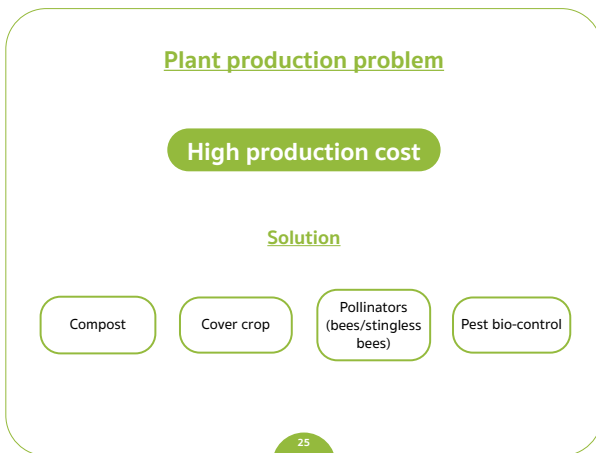 Plant production problem
High production cost
Solution
Compost
Cover crop
Pollinators
(bees/stingless
bees)
Pest bio-control
25